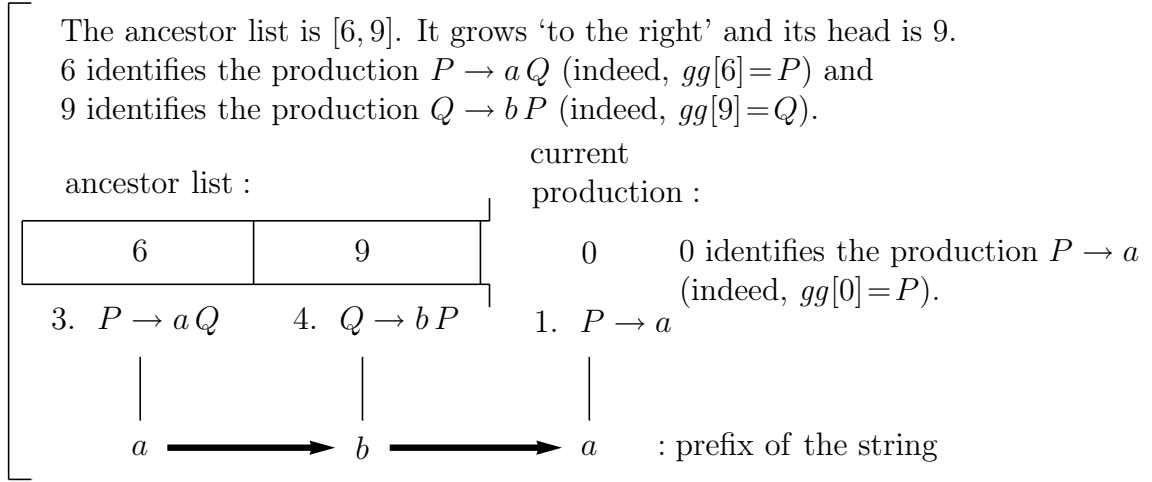 The ancestor list is [6, 9]. It grows ‘to the right’ and its head is 9.
6 identifies the production P → a Q (indeed, gg[6]=P) and
9 identifies the production Q → b P (indeed, gg[9]=Q).
current
ancestor list :
production :
6 9 0 0 identifies the production P → a
(indeed, gg[0]=P).
3. P → a Q 4. Q → b P 1. P → a
a b a : prefix of the string